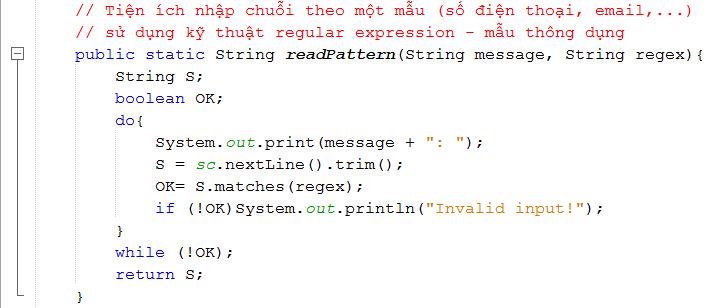 // Tiện ích nhập chuỗi theo một mẫu (số điện thoại, email,...)
// sử dụng kỹ thuật regular expression - mẫu thông dụng
public static String readPattern(String message, String regex){
String S;
boolean OK;
do{
System.out.print(message + ": ");
S = sc.nextLine().trim();
OK= S.matches(regex);
if (!OK)System.out.println("Invalid input!");
}
while (!OK);
return S;
}